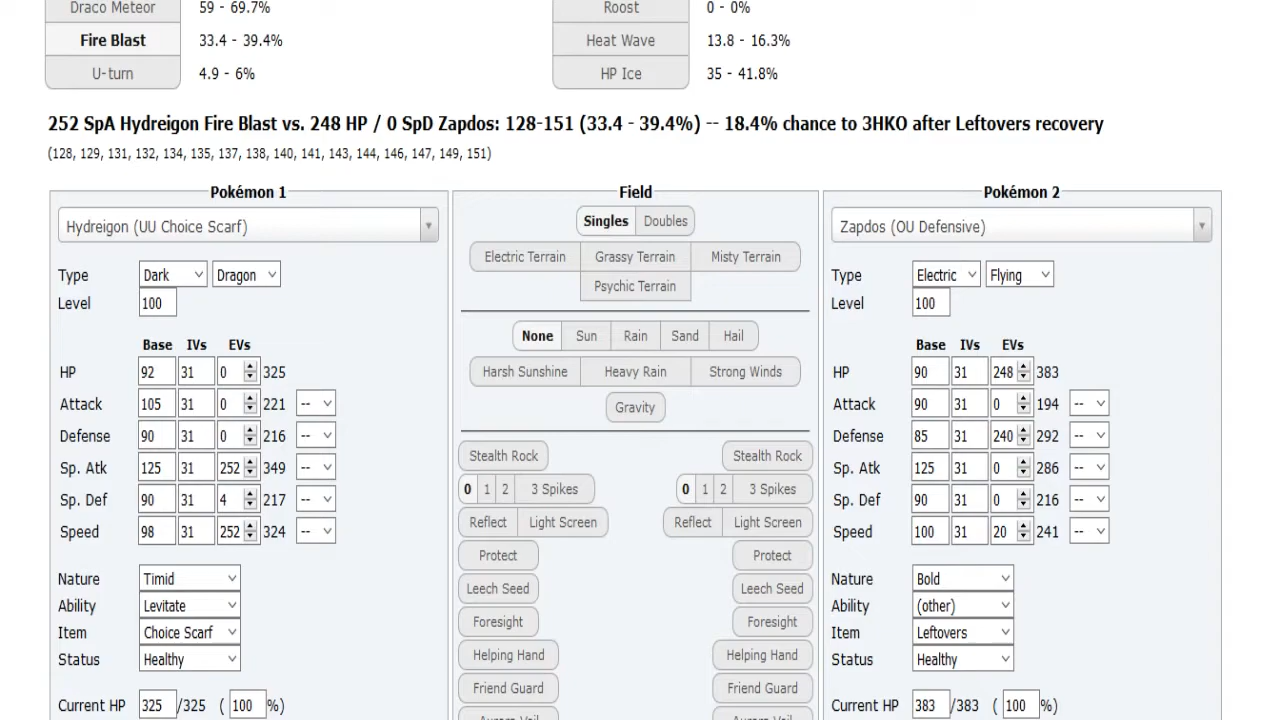 Draco Meteor 59 - 69.7% Roost 0 - 0%
Fire Blast 33.4 - 39.4% Heat Wave 13.8 - 16.3%
U-turn 4.9 - 6% HP Ice 35 - 41.8%
252 SpA Hydreigon Fire Blast vs. 248 HP / 0 SpD Zapdos: 128-151 (33.4 - 39.4%) -- 18.4% chance to 3HKO after Leftovers recovery
(128, 129, 131, 132, 134, 135, 137, 138, 140, 141, 143, 144, 146, 147, 149, 151)
Pokémon 1
Hydreigon (UU Choice Scarf)
Type Dark Dragon
Level 100
Base IVs EVs
HP 92 31 0 325
Attack 105 31 0 221 --
Defense 90 31 0 216 --
Sp. Atk 125 31 252 349 --
Sp. Def 90 31 4 217 --
Speed 98 31 252 324 --
Nature Timid
Ability Levitate
Item Choice Scarf
Status Healthy
Current HP 325 /325 ( 100 %)
Field
Singles Doubles
Electric Terrain Grassy Terrain Misty Terrain
Psychic Terrain
None Sun Rain Sand Hail
Harsh Sunshine Heavy Rain Strong Winds
Gravity
Stealth Rock Stealth Rock
0 1 2 3 Spikes 0 1 2 3 Spikes
Reflect Light Screen Reflect Light Screen
Protect Protect
Leech Seed Leech Seed
Foresight Foresight
Helping Hand Helping Hand
Friend Guard Friend Guard
Aurora Veil Aurora Veil
Pokémon 2
Zapdos (OU Defensive)
Type Electric Flying
Level 100
Base IVs EVs
HP 90 31 248 383
Attack 90 31 0 194 --
Defense 85 31 240 292 --
Sp. Atk 125 31 0 286 --
Sp. Def 90 31 0 216 --
Speed 100 31 20 241 --
Nature Bold
Ability (other)
Item Leftovers
Status Healthy
Current HP 383 /383 ( 100 %)